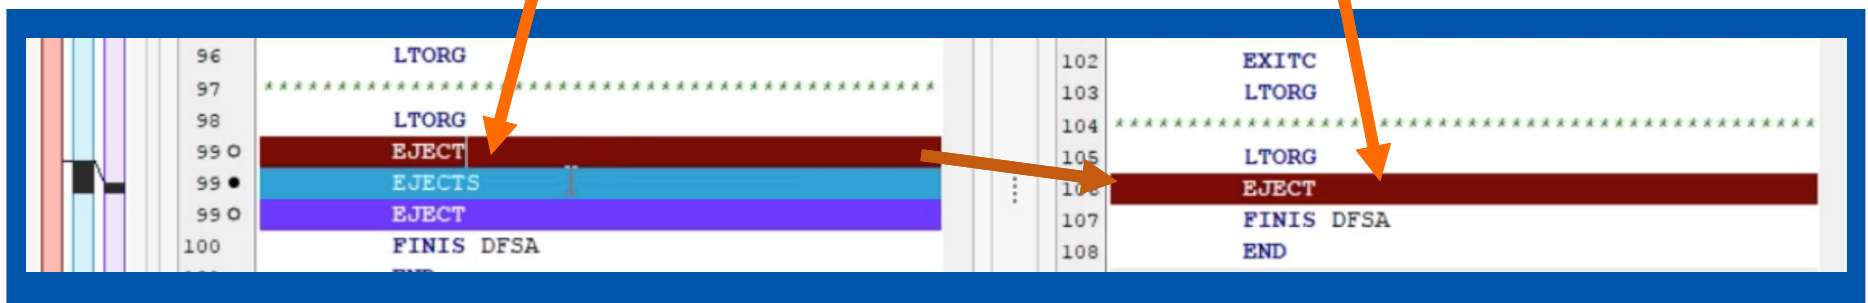 96 LTORG
97 **********************************************
98 LTORG
99 EJECT
99 EJECTS
99 EJECT
100 FINIS DFSA
102 EXITC
103 LTORG
104 ************************************************
105 LTORG
EJECT
107 FINIS DFSA
108 END